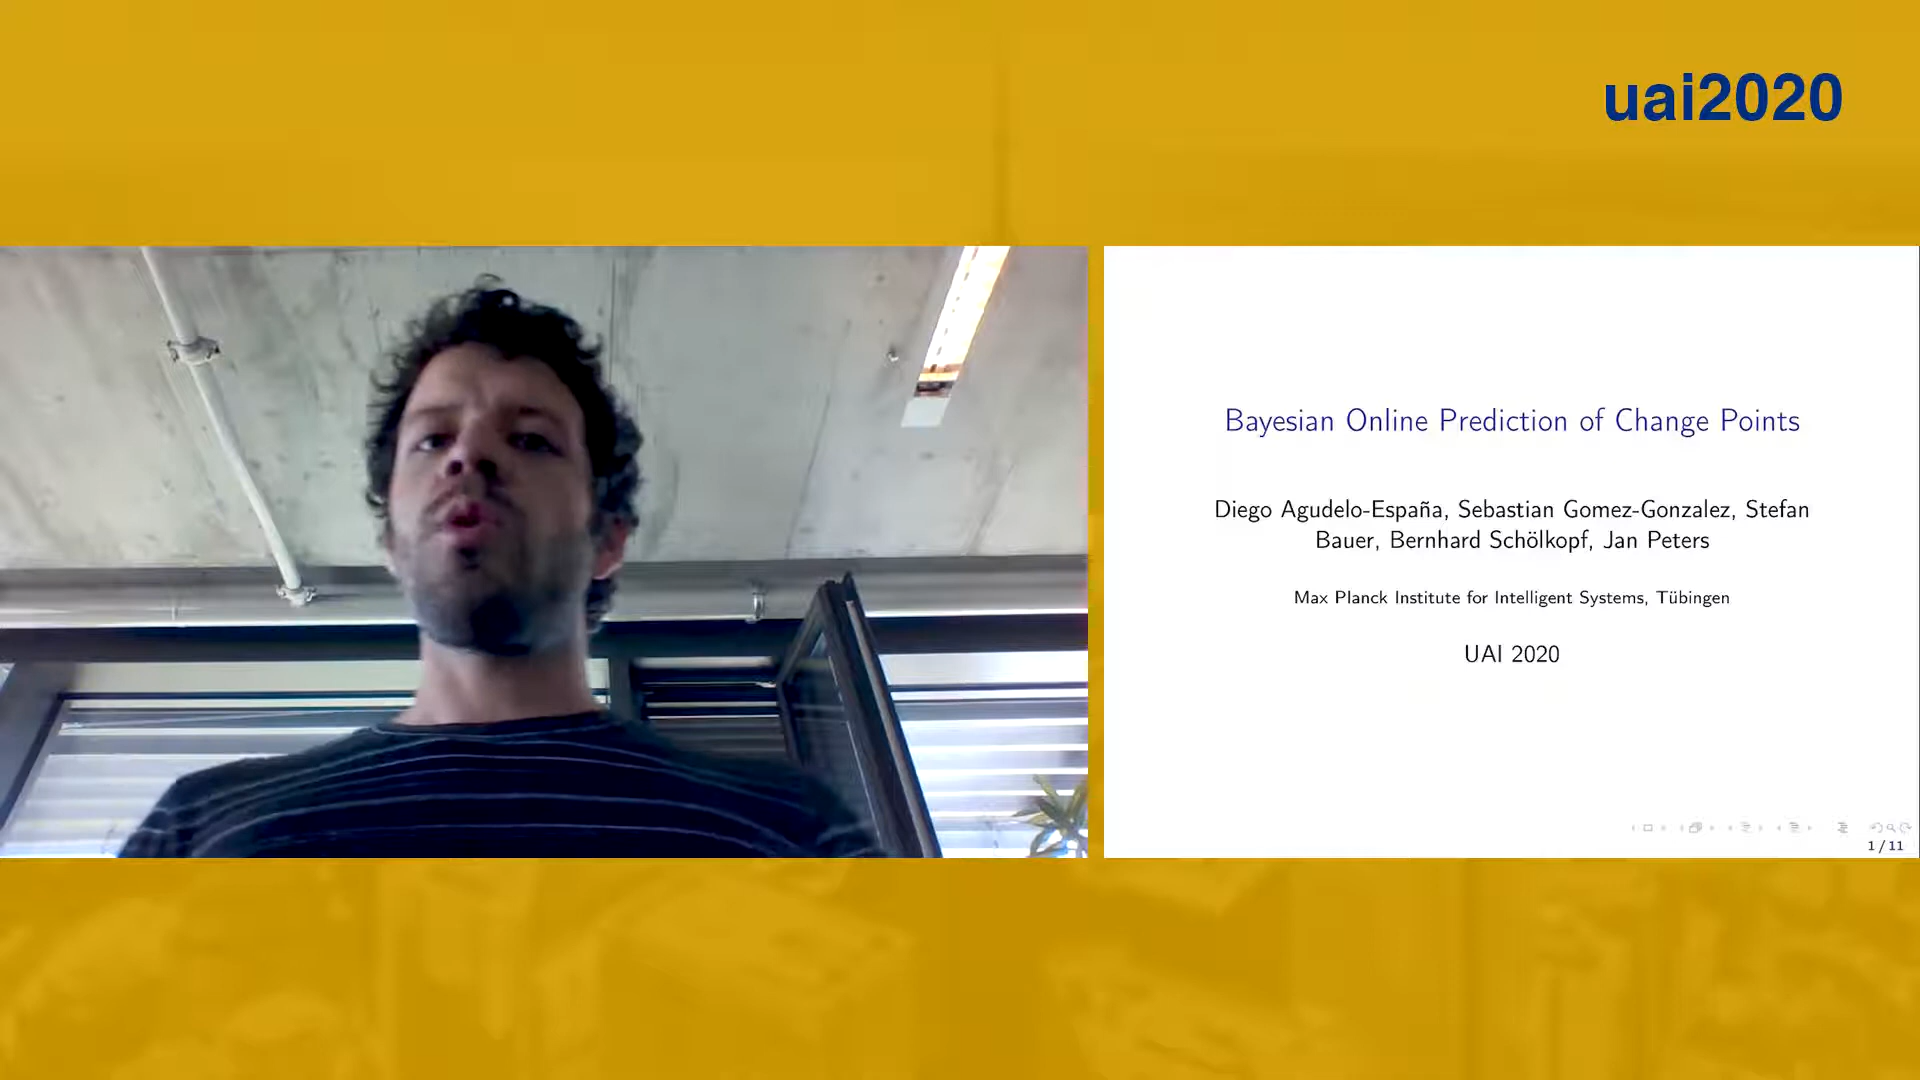 uai2020
Bayesian Online Prediction of Change Points
Diego Agudelo-España, Sebastian Gomez-Gonzalez, Stefan
Bauer, Bernhard Schölkopf, Jan Peters
Max Planck Institute for Intelligent Systems, Tübingen
UAI 2020
1 / 11